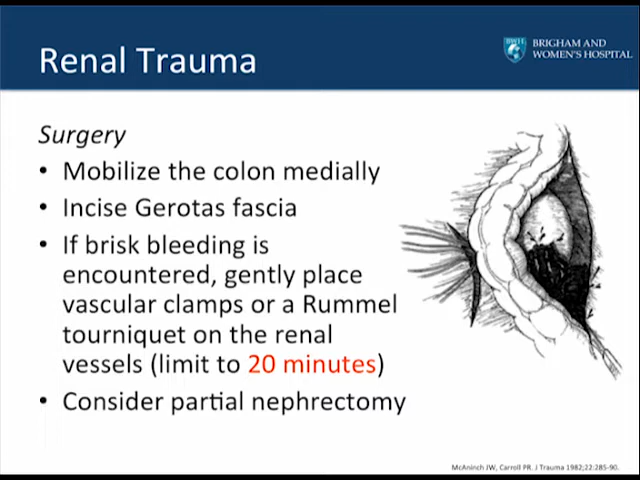 Renal Trauma
BWH
BRIGHAM AND
WOMEN'S HOSPITAL
Surgery
• Mobilize the colon medially
• Incise Gerotas fascia
• If brisk bleeding is
encountered, gently place
vascular clamps or a Rummel
tourniquet on the renal
vessels (limit to 20 minutes)
• Consider partial nephrectomy
McAninch JW, Carroll PR. J Trauma 1982;22:285-90.